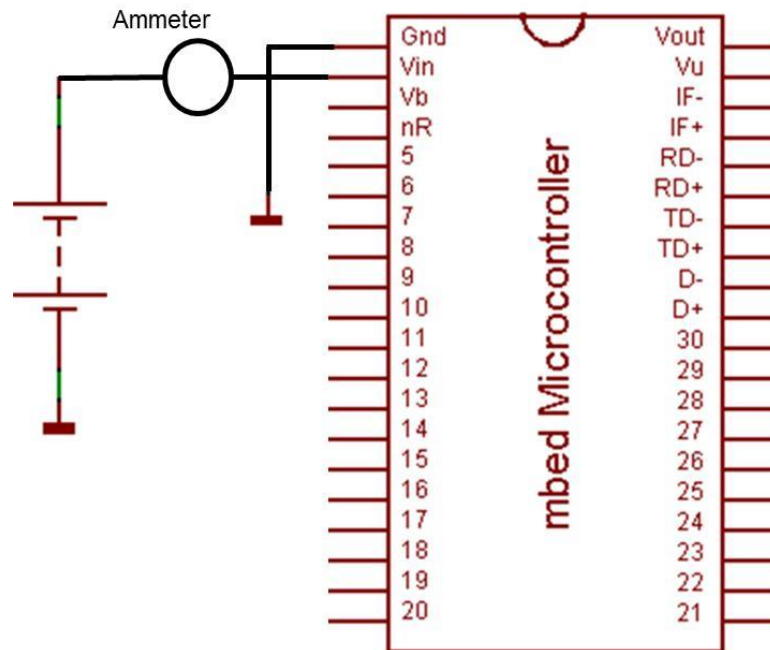 Ammeter
Gnd Vout
Vin Vu
Vb IF-
nR IF+
5 RD-
6 RD+
7 TD-
8 TD+
9 D-
10 D+
11 30
12 29
13 28
14 27
15 26
16 25
17 24
18 23
19 22
20 21
mbed Microcontroller